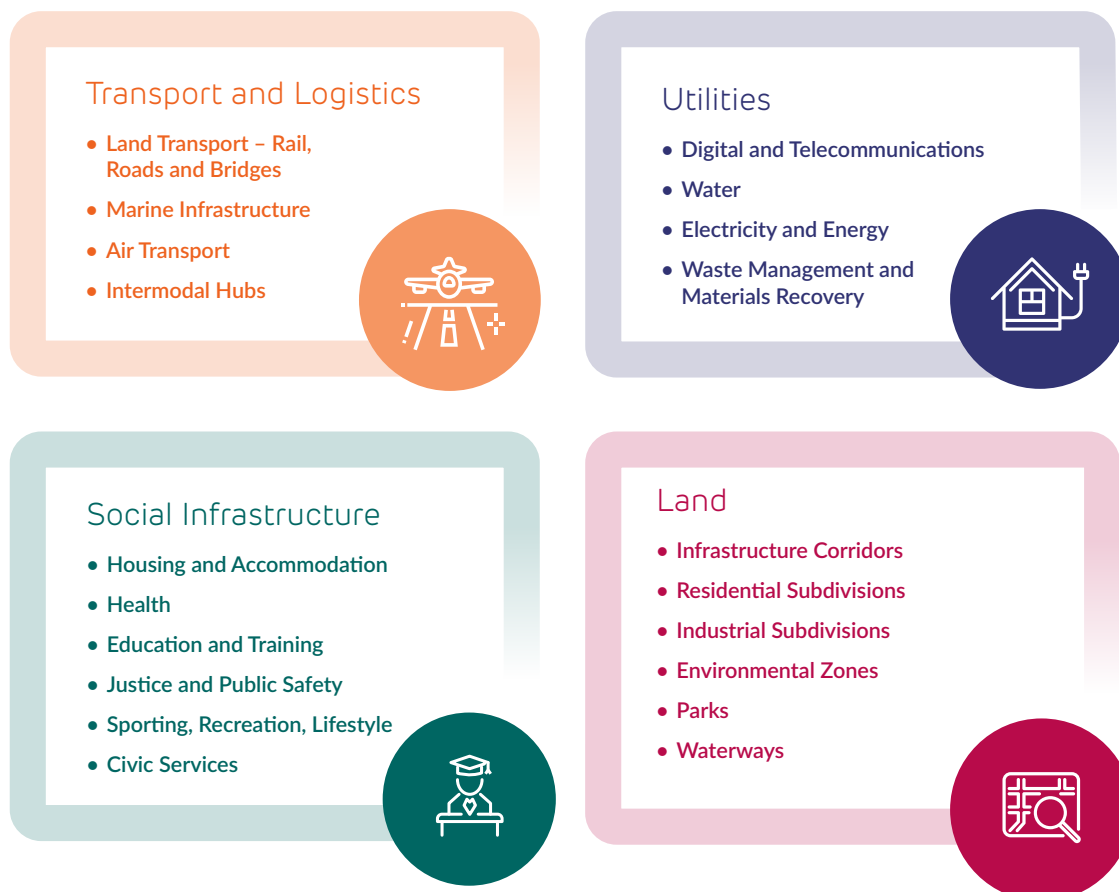 Transport and Logistics
• Land Transport – Rail,
Roads and Bridges
• Marine Infrastructure
• Air Transport
• Intermodal Hubs
Utilities
• Digital and Telecommunications
• Water
• Electricity and Energy
• Waste Management and
Materials Recovery
Social Infrastructure
• Housing and Accommodation
• Health
• Education and Training
• Justice and Public Safety
• Sporting, Recreation, Lifestyle
• Civic Services
Land
• Infrastructure Corridors
• Residential Subdivisions
• Industrial Subdivisions
• Environmental Zones
• Parks
• Waterways